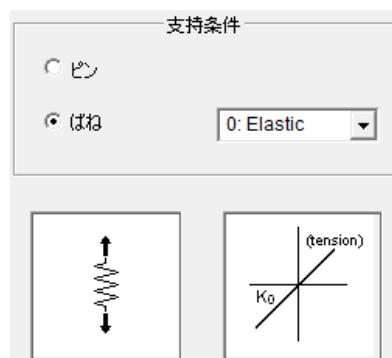 支持条件
ピン
ばね
0: Elastic
(tension)
K0